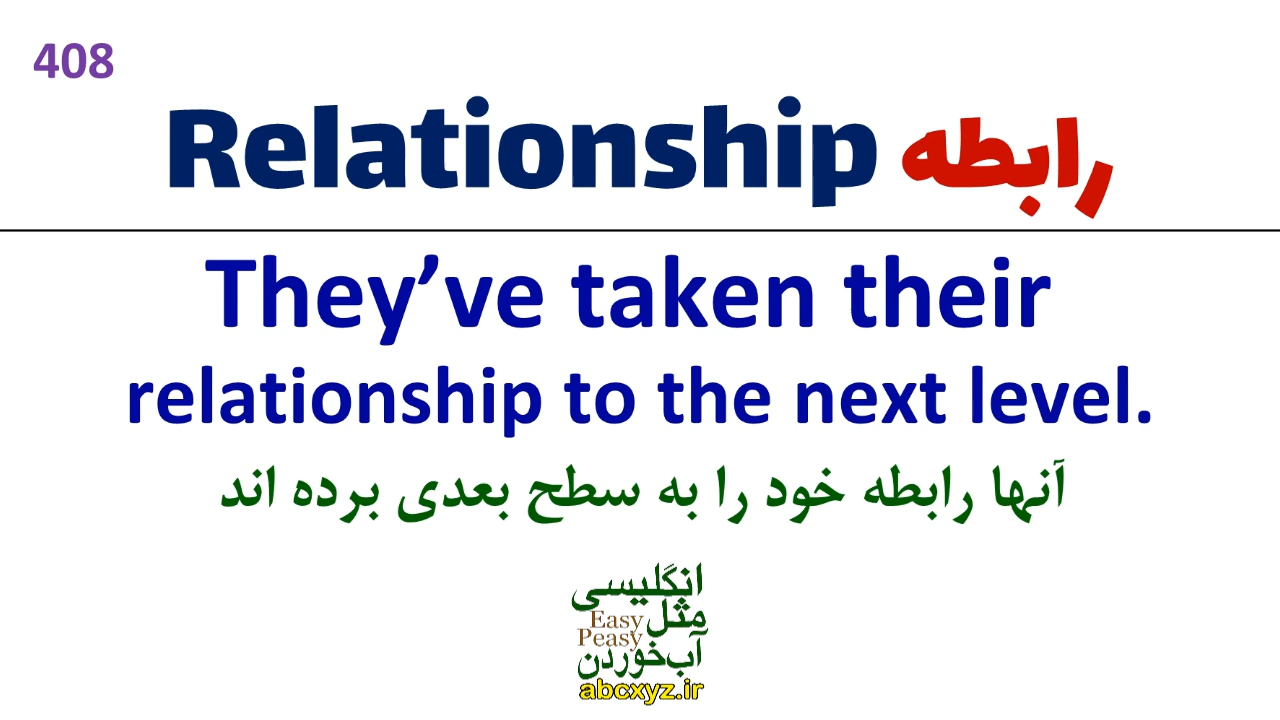 408
Relationship رابطه
They’ve taken their
relationship to the next level.
آنها رابطه خود را به سطح بعدی برده اند
انگلیسی
مثل Easy
Peasy
آب‌خوردن
abcxyz.ir